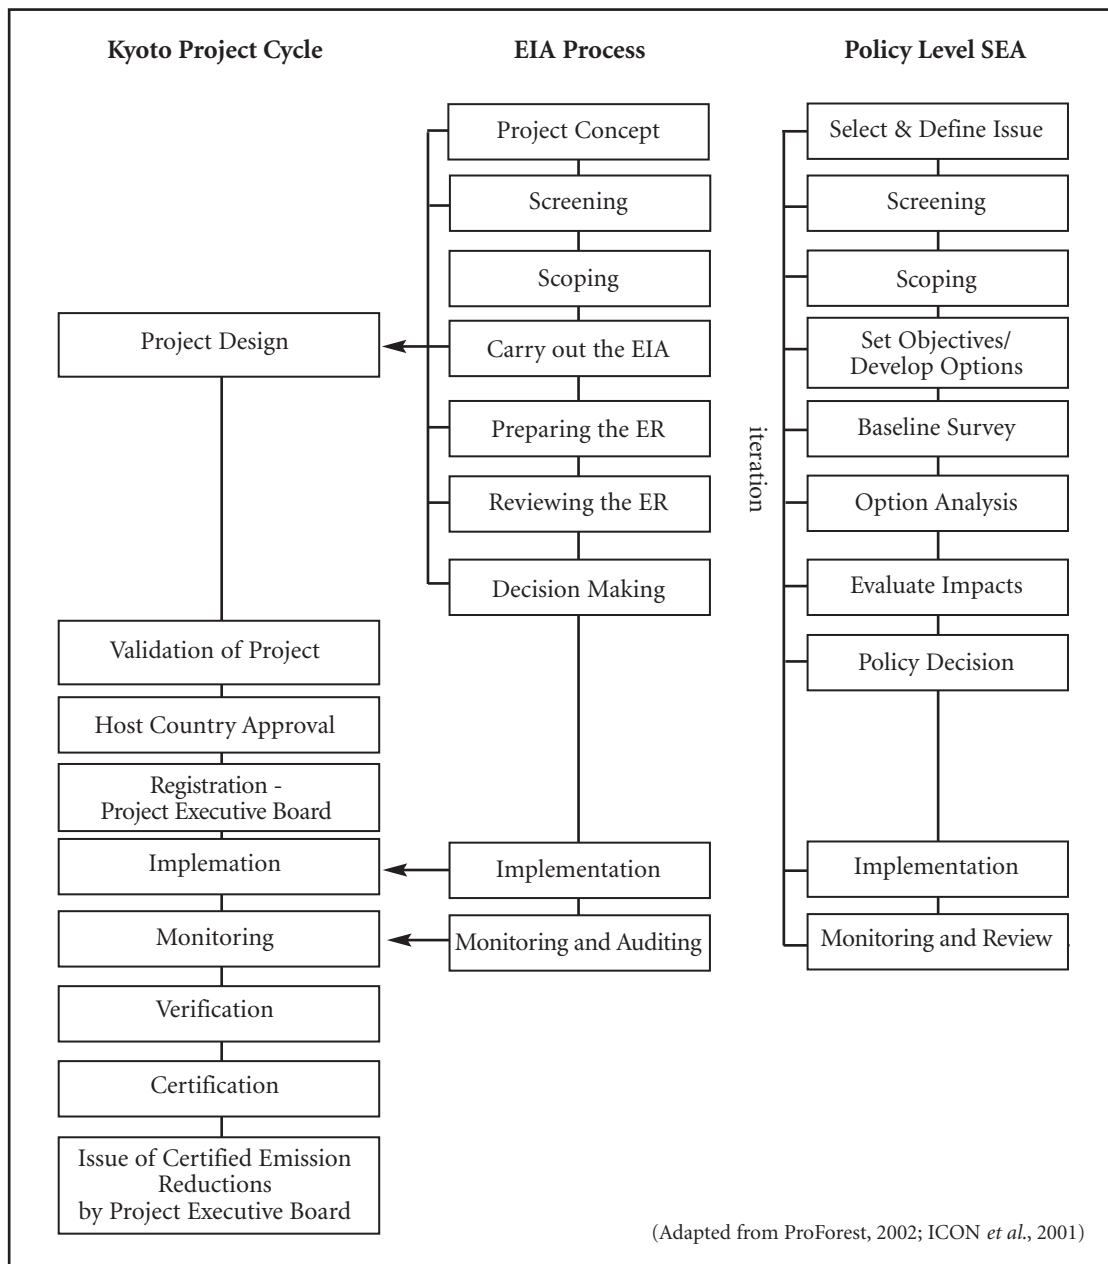 Kyoto Project Cycle
EIA Process
Policy Level SEA
Project Design
Validation of Project
Host Country Approval
Registration -
Project Executive Board
Implemation
Monitoring
Verification
Certification
Issue of Certified Emission
Reductions
by Project Executive Board
Project Concept
Screening
Scoping
Carry out the EIA
Preparing the ER
Reviewing the ER
Decision Making
Implementation
Monitoring and Auditing
iteration
Select & Define Issue
Screening
Scoping
Set Objectives/
Develop Options
Baseline Survey
Option Analysis
Evaluate Impacts
Policy Decision
Implementation
Monitoring and Review
(Adapted from ProForest, 2002; ICON et al., 2001)